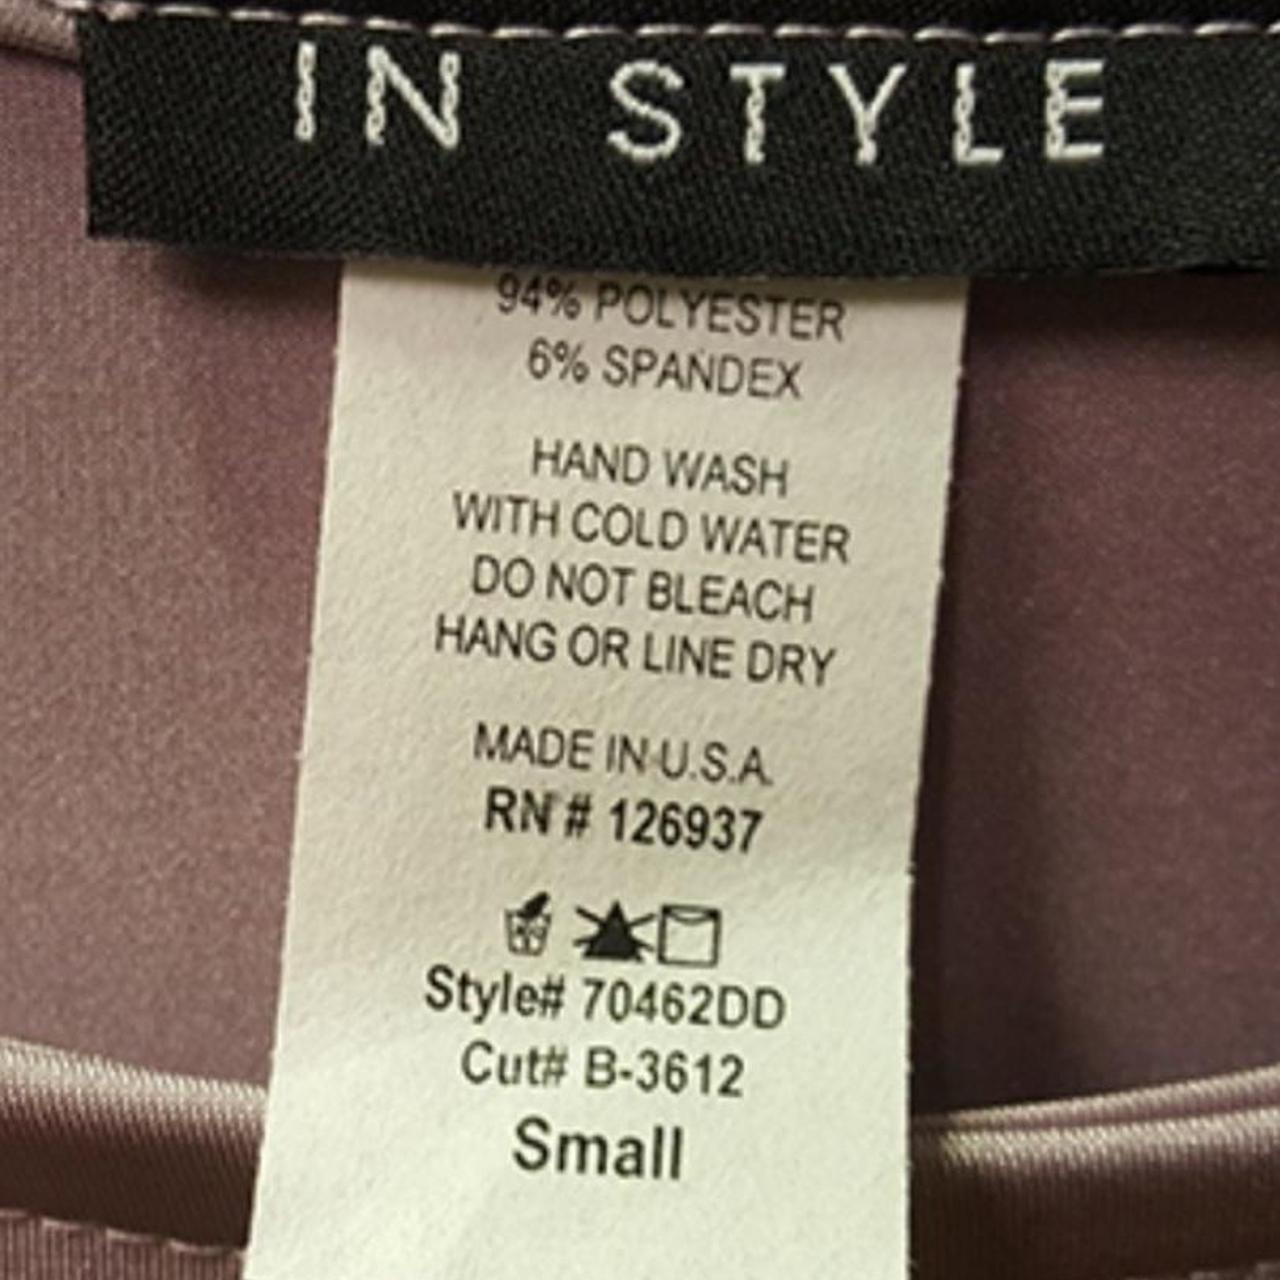 IN STYLE
94% POLYESTER
6% SPANDEX
HAND WASH
WITH COLD WATER
DO NOT BLEACH
HANG OR LINE DRY
MADE IN U.S.A.
RN # 126937
Style# 70462DD
Cut# B-3612
Small